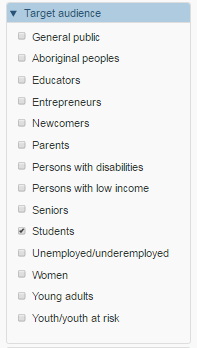 Target audience
General public
Aboriginal peoples
Educators
Entrepreneurs
Newcomers
Parents
Persons with disabilities
Persons with low income
Seniors
Students
Unemployed/underemployed
Women
Young adults
Youth/youth at risk